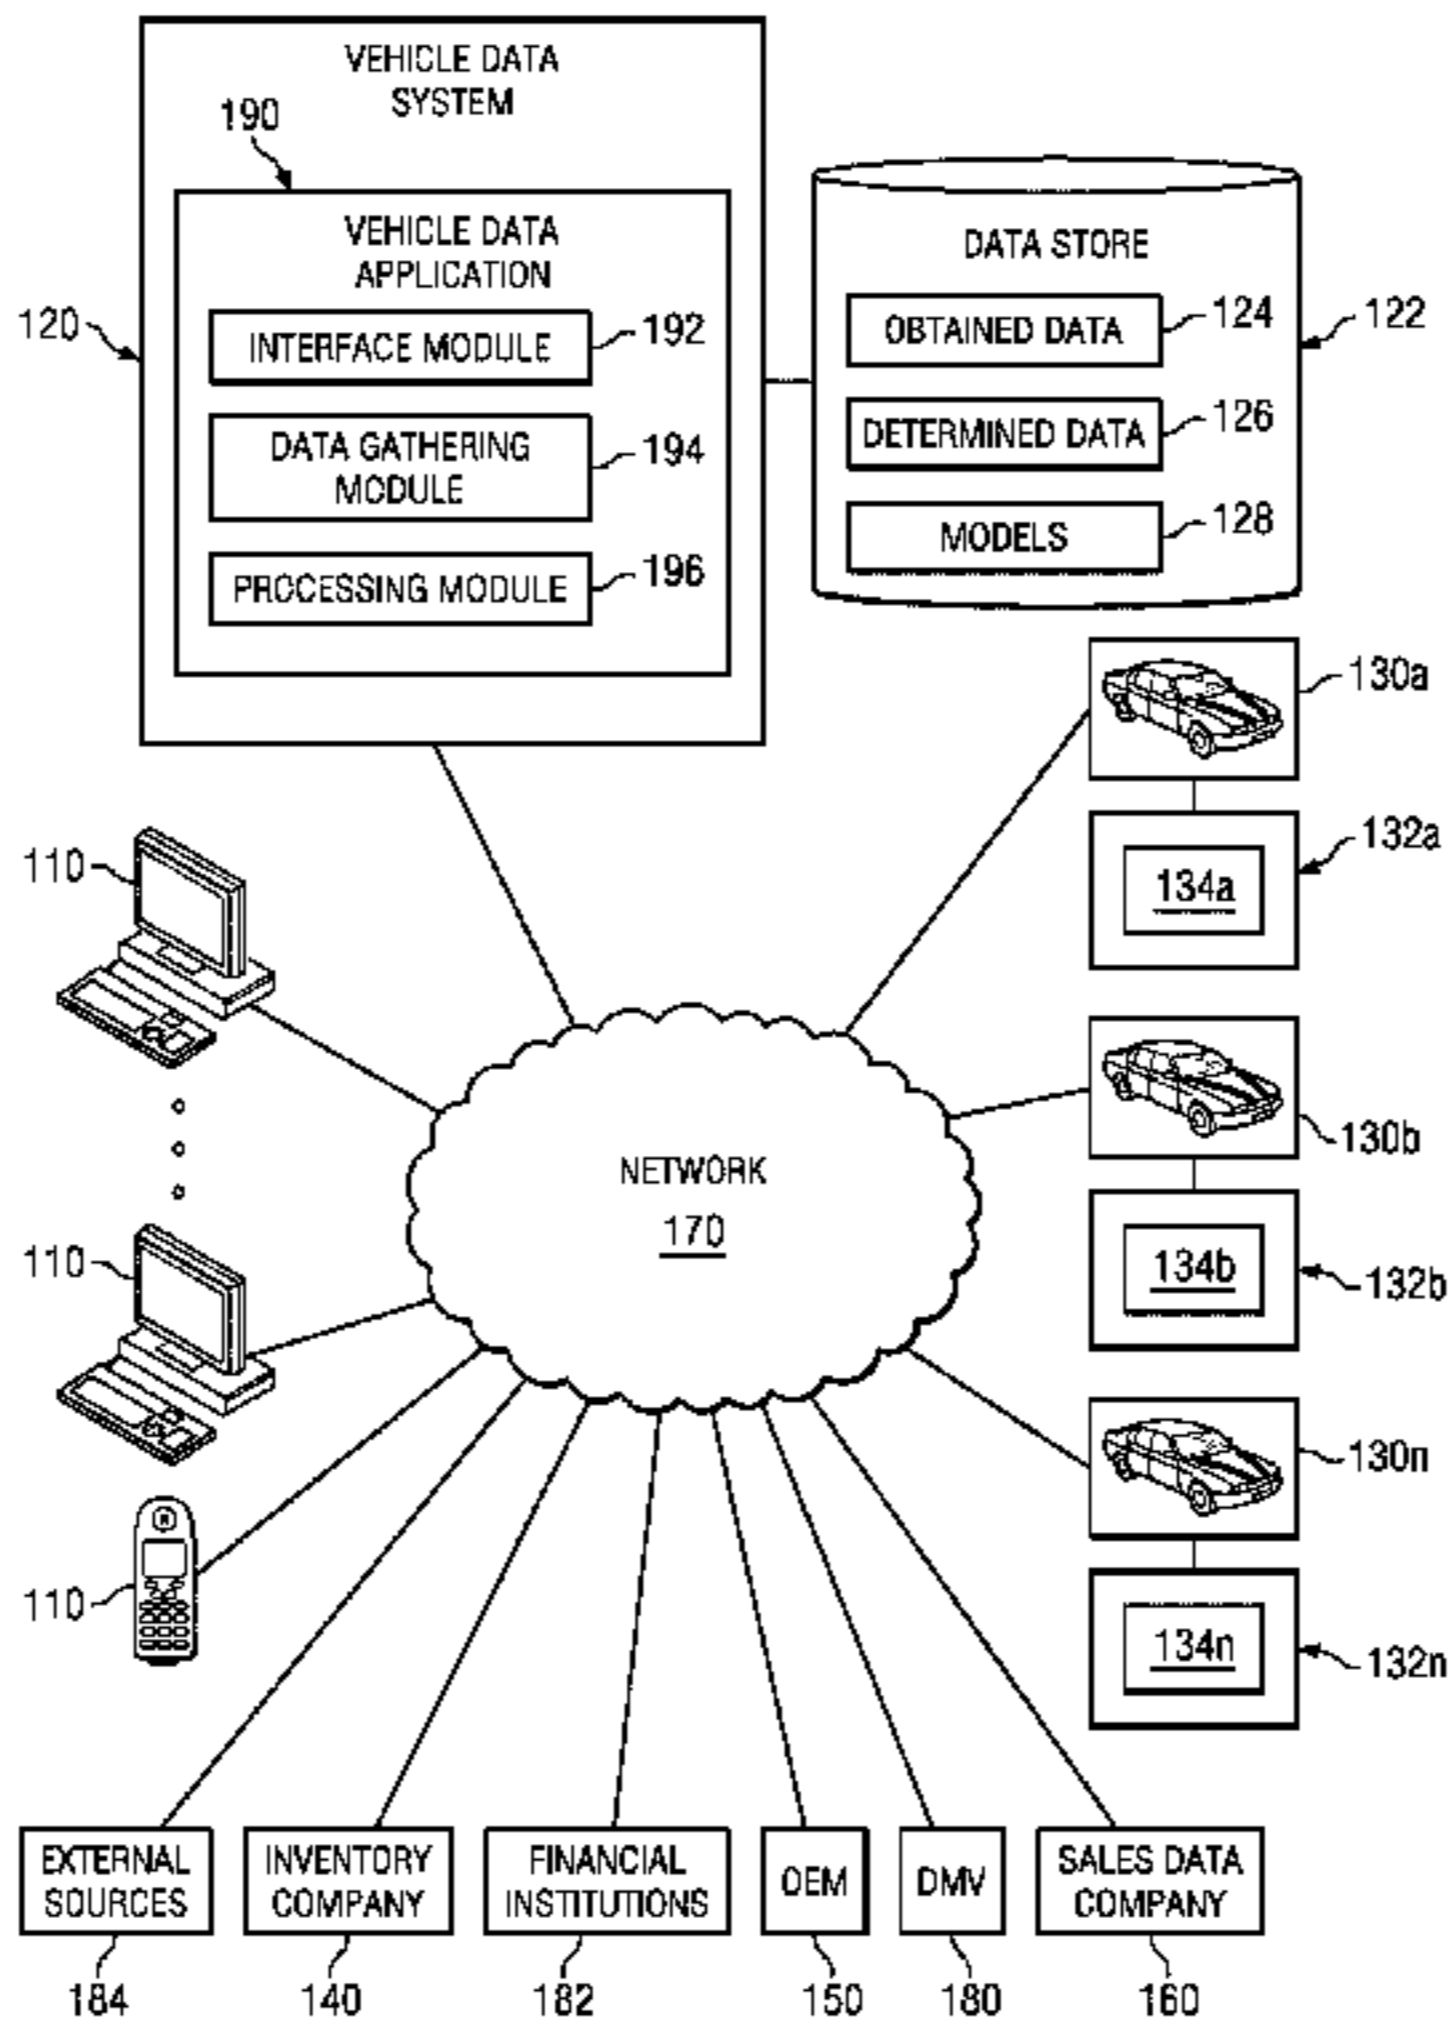 VEHICLE DATA
SYSTEM
190
VEHICLE DATA
APPLICATION
120
INTERFACE MODULE
192
DATA GATHERING
MODULE
194
PROCESSING MODULE
196
DATA STORE
OBTAINED DATA
124
122
DETERMINED DATA
126
MODELS
128
130a
132a
134a
110
130b
NETWORK
170
134b
132b
110
130n
110
134n
132n
EXTERNAL
SOURCES
INVENTORY
COMPANY
FINANCIAL
INSTITUTIONS
OEM
DMV
SALES DATA
COMPANY
184
140
182
150
180
160